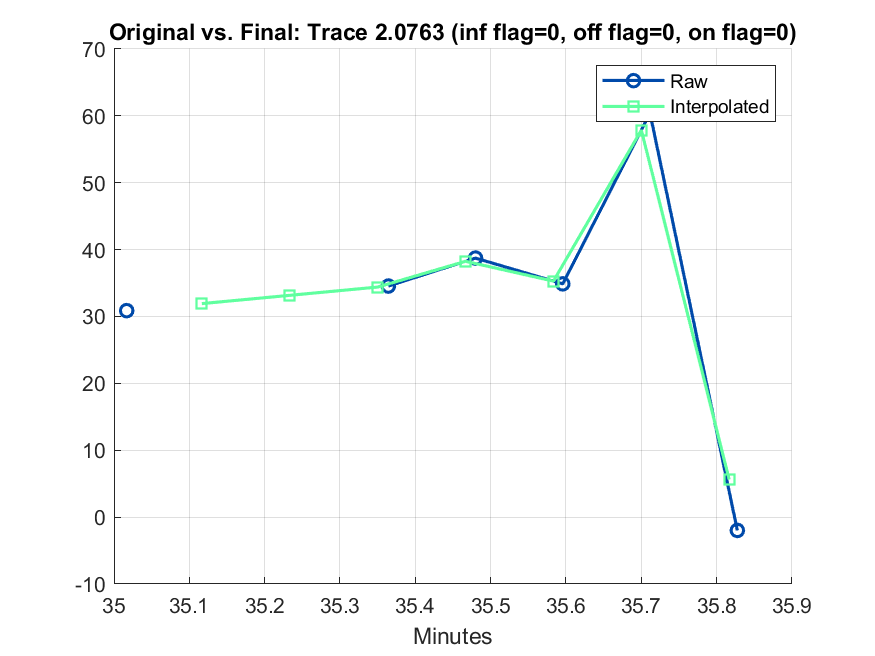 Original vs. Final: Trace 2.0763 (inf flag=0, off flag=0, on flag=0)
70
60
50
40
30
20
10
0
-10
Raw
Interpolated
35 35.1 35.2 35.3 35.4 35.5 35.6 35.7 35.8 35.9
Minutes